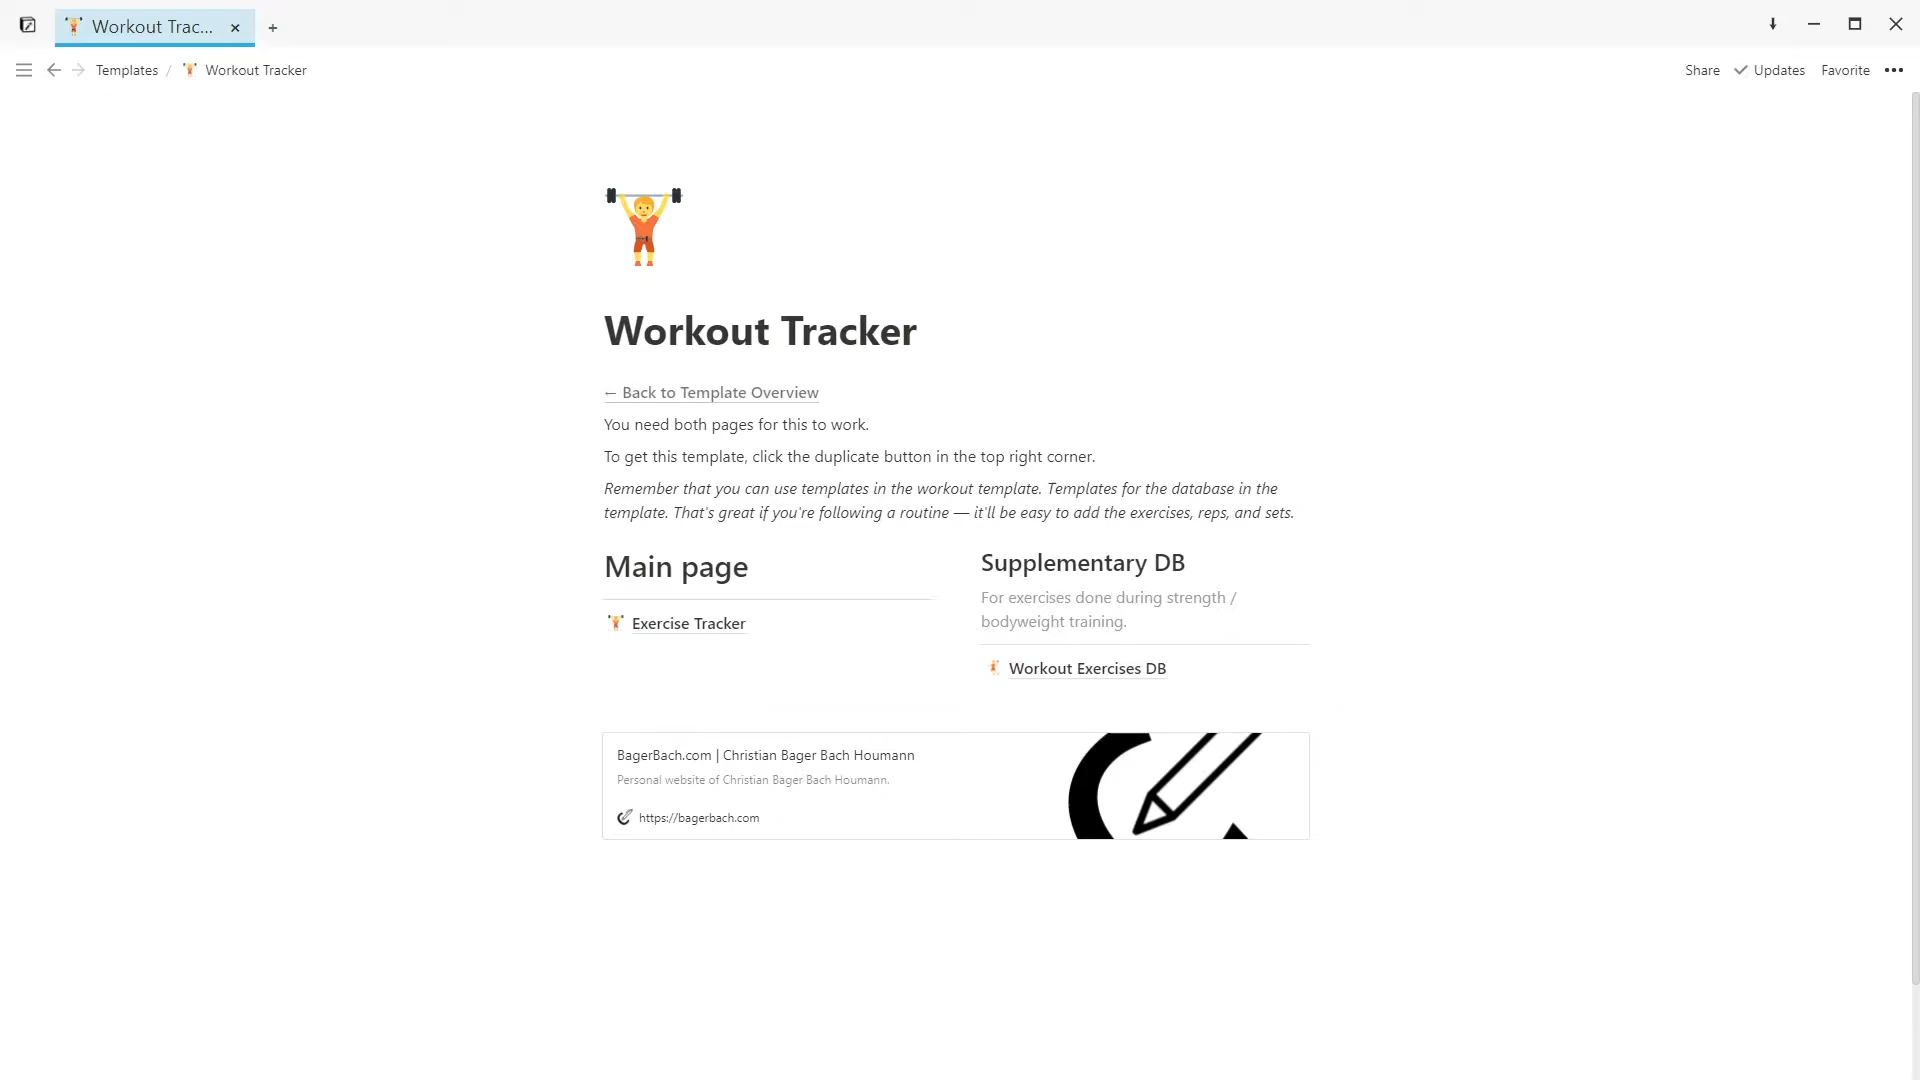 Workout Trac...
Templates / Workout Tracker
Share Updates Favorite
Workout Tracker
← Back to Template Overview
You need both pages for this to work.
To get this template, click the duplicate button in the top right corner.
Remember that you can use templates in the workout template. Templates for the database in the
template. That's great if you're following a routine — it'll be easy to add the exercises, reps, and sets.
Main page
Exercise Tracker
Supplementary DB
For exercises done during strength /
bodyweight training.
Workout Exercises DB
BagerBach.com | Christian Bager Bach Houmann
Personal website of Christian Bager Bach Houmann.
https://bagerbach.com